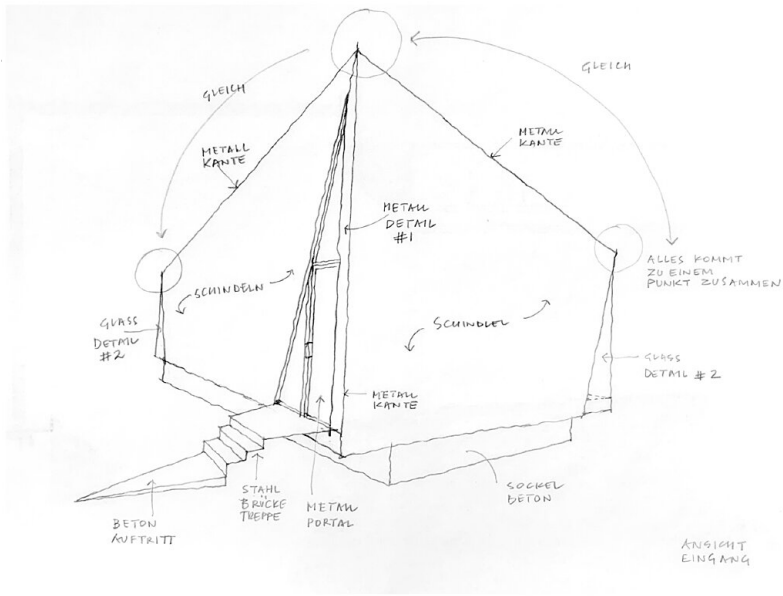 GLEICH
GLEICH
METALL
KANTE
METALL
KANTE
METALL
DETAIL
#1
ALLES KOMMT
ZU EINEM
PUNKT ZUSAMMEN
SCHINDELN
SCHINDLEL
GLASS
DETAIL
#2
GLASS
DETAIL #2
METALL
KANTE
STAHL
BRÜCKE
TREPPE
METALL
PORTAL
SOCKEL
BETON
BETON
AUFTRITT
ANSICHT
EINGANG